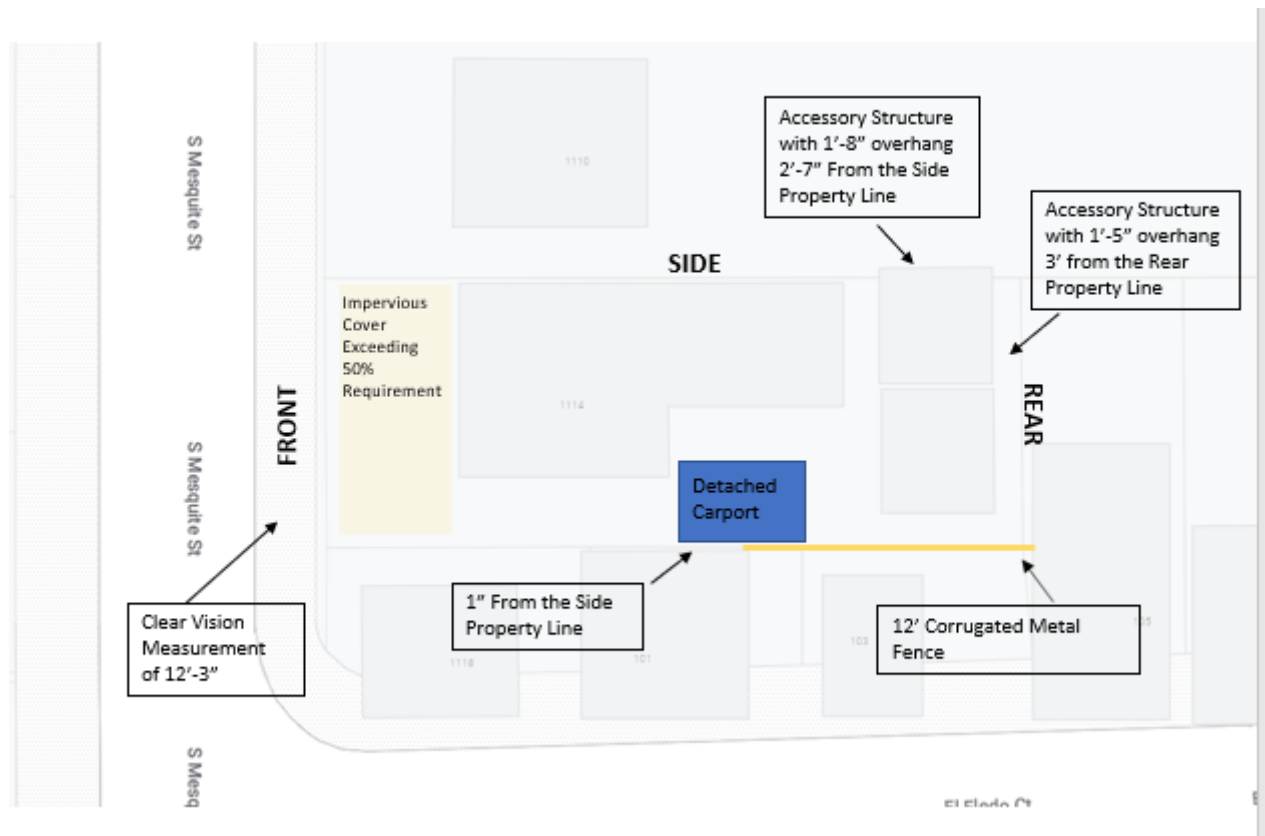 S Mesquite St
1110
Accessory Structure
with 1'-8" overhang
2'-7" From the Side
Property Line
Accessory Structure
with 1'-5" overhang
3' from the Rear
Property Line
SIDE
Impervious
Cover
Exceeding
50%
Requirement
FRONT
1114
REAR
S Mesquite St
Detached
Carport
1" From the Side
Property Line
12' Corrugated Metal
Fence
Clear Vision
Measurement
of 12'-3"
1118
101
103
105
S Mesq